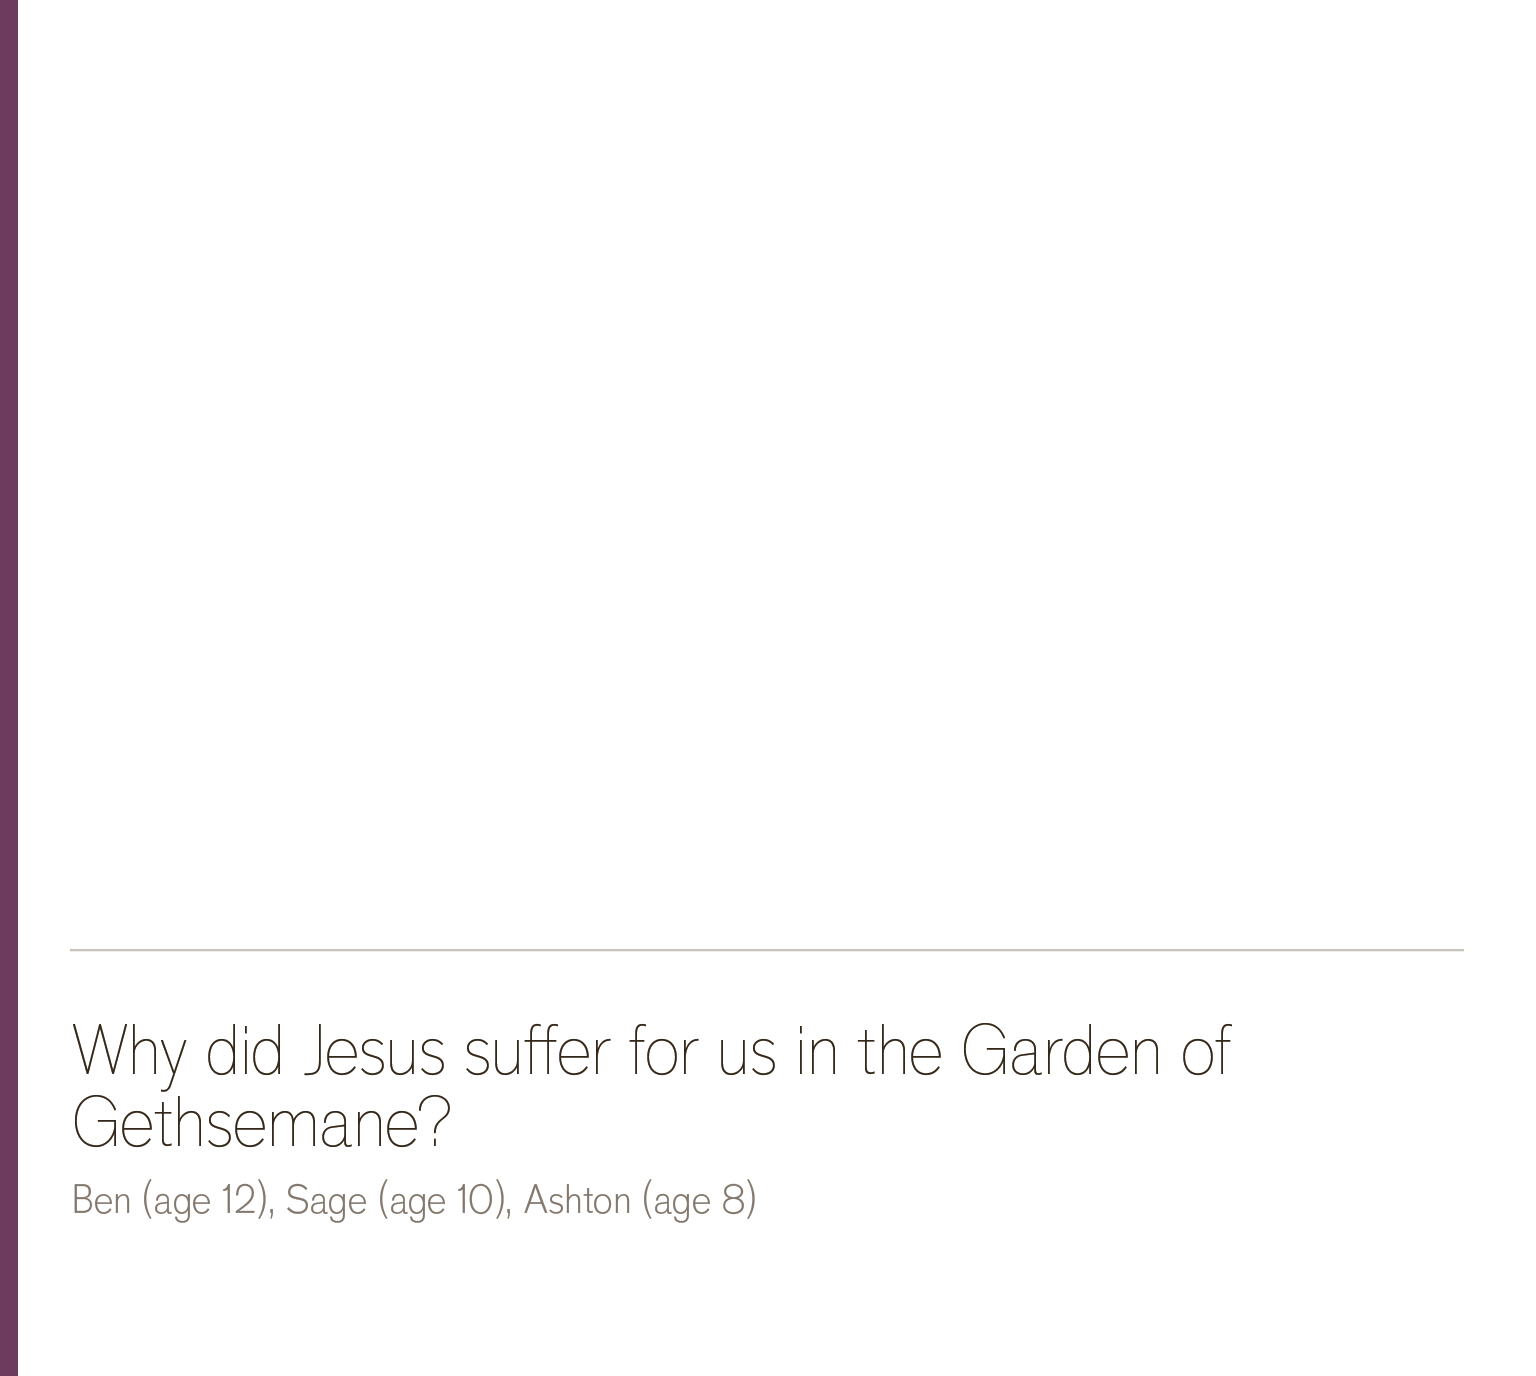 Why did Jesus suffer for us in the Garden of
Gethsemane?
Ben (age 12), Sage (age 10), Ashton (age 8)